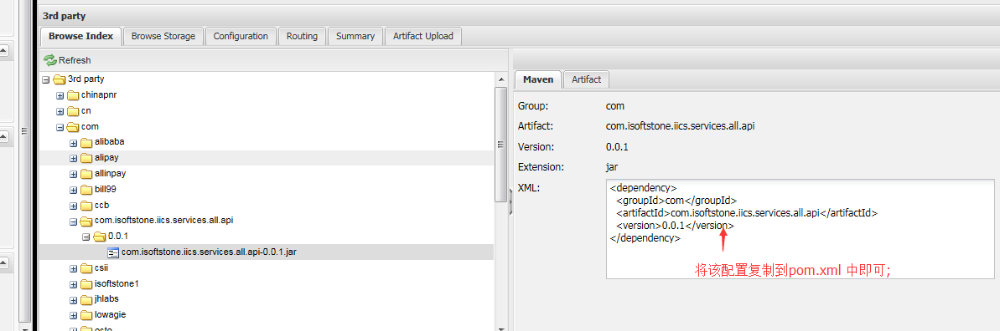 3rd party
Browse Index
Browse Storage
Configuration
Routing
Summary
Artifact Upload
Refresh
3rd party
chinapnr
cn
com
alibaba
alipay
allinpay
bill99
ccb
com.isoftstone.iics.services.all.api
0.0.1
com.isoftstone.iics.services.all.api-0.0.1.jar
csii
isoftstone1
jhlabs
lowagie
Maven
Artifact
Group: com
Artifact: com.isoftstone.iics.services.all.api
Version: 0.0.1
Extension: jar
XML:
<dependency>
<groupId>com</groupId>
<artifactId>com.isoftstone.iics.services.all.api</artifactId>
<version>0.0.1</version>
</dependency>
将该配置复制到pom.xml 中即可;